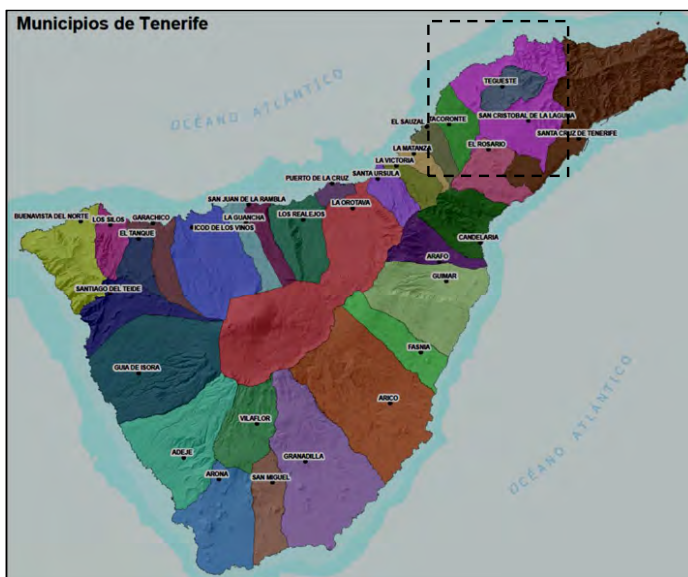 Municipios de Tenerife
OCÉANO ATLÁNTICO
TEGUESTE
SAN CRISTOBAL DE LA LAGUNA
EL SAUZAL
TACORONTE
SANTA CRUZ DE TENERIFE
LA MATANZA
EL ROSARIO
LA VICTORIA
SANTA URSULA
PUERTO DE LA CRUZ
SAN JUAN DE LA RAMBLA
LA OROTAVA
BUENAVISTA DEL NORTE
LOS SILOS
GARACHICO
LA GUANCHA
LOS REALEJOS
ICOD DE LOS VINOS
EL TANQUE
CANDELARIA
ARAFO
GUIMAR
SANTIAGO DEL TEIDE
FASNIA
GUIA DE ISORA
ARICO
VILAFLOR
ADEJE
GRANADILLA
ARONA
SAN MIGUEL
OCÉANO ATLÁNTICO